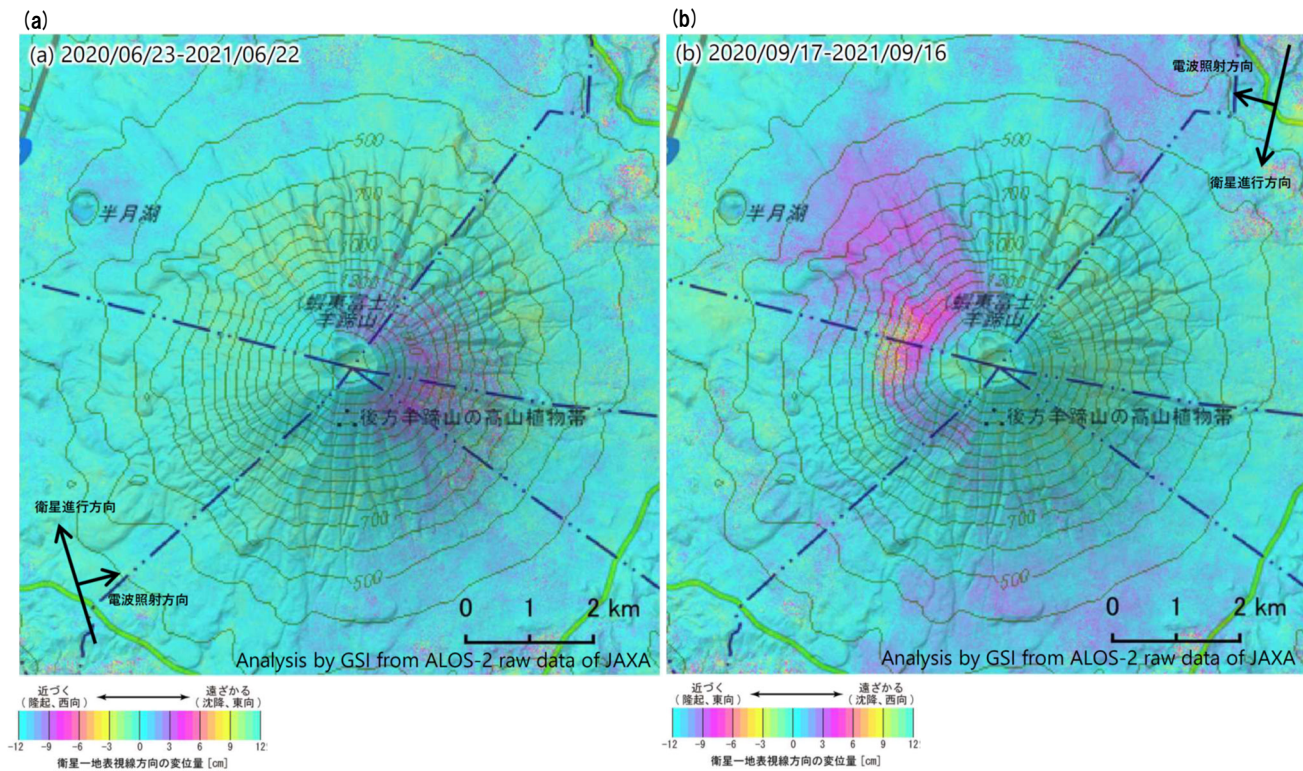 (a)
(a) 2020/06/23-2021/06/22
500
700
1000
1200
半月湖
(蝦夷富士)
羊蹄山
後方羊蹄山の高山植物帯
700
500
衛星進行方向
電波照射方向
0 1 2 km
Analysis by GSI from ALOS-2 raw data of JAXA
近づく
(隆起、西向)
遠ざかる
(沈降、東向)
-12 -9 -6 -3 0 3 6 9 12
衛星―地表視線方向の変位量 [cm]
(b)
(b) 2020/09/17-2021/09/16
電波照射方向
衛星進行方向
500
700
1000
1200
半月湖
(蝦夷富士)
羊蹄山
後方羊蹄山の高山植物帯
700
500
0 1 2 km
Analysis by GSI from ALOS-2 raw data of JAXA
近づく
(隆起、東向)
遠ざかる
(沈降、西向)
-12 -9 -6 -3 0 3 6 9 12
衛星―地表視線方向の変位量 [cm]